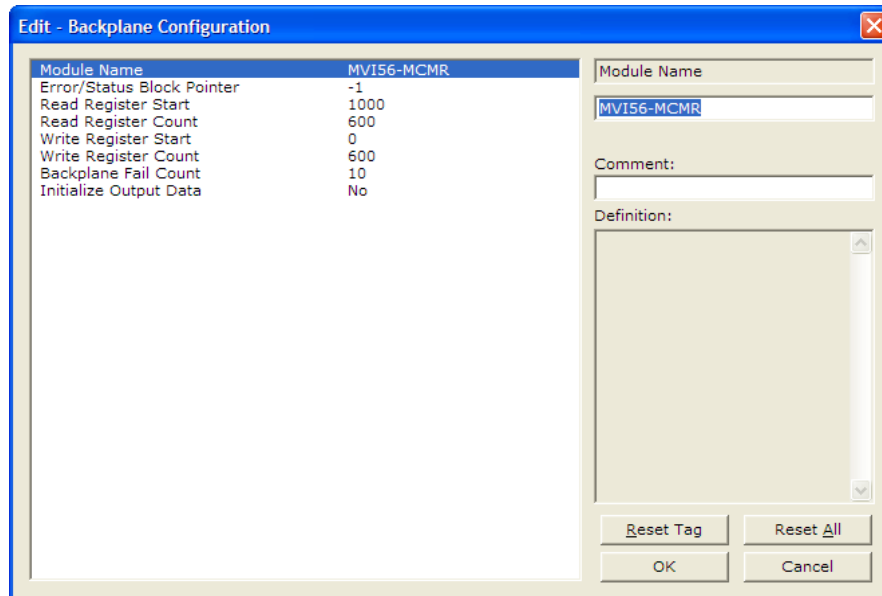 Edit - Backplane Configuration
Module Name MVI56-MCMR
Error/Status Block Pointer -1
Read Register Start 1000
Read Register Count 600
Write Register Start 0
Write Register Count 600
Backplane Fail Count 10
Initialize Output Data No
Module Name
MVI56-MCMR
Comment:
Definition:
Reset Tag Reset All
OK Cancel